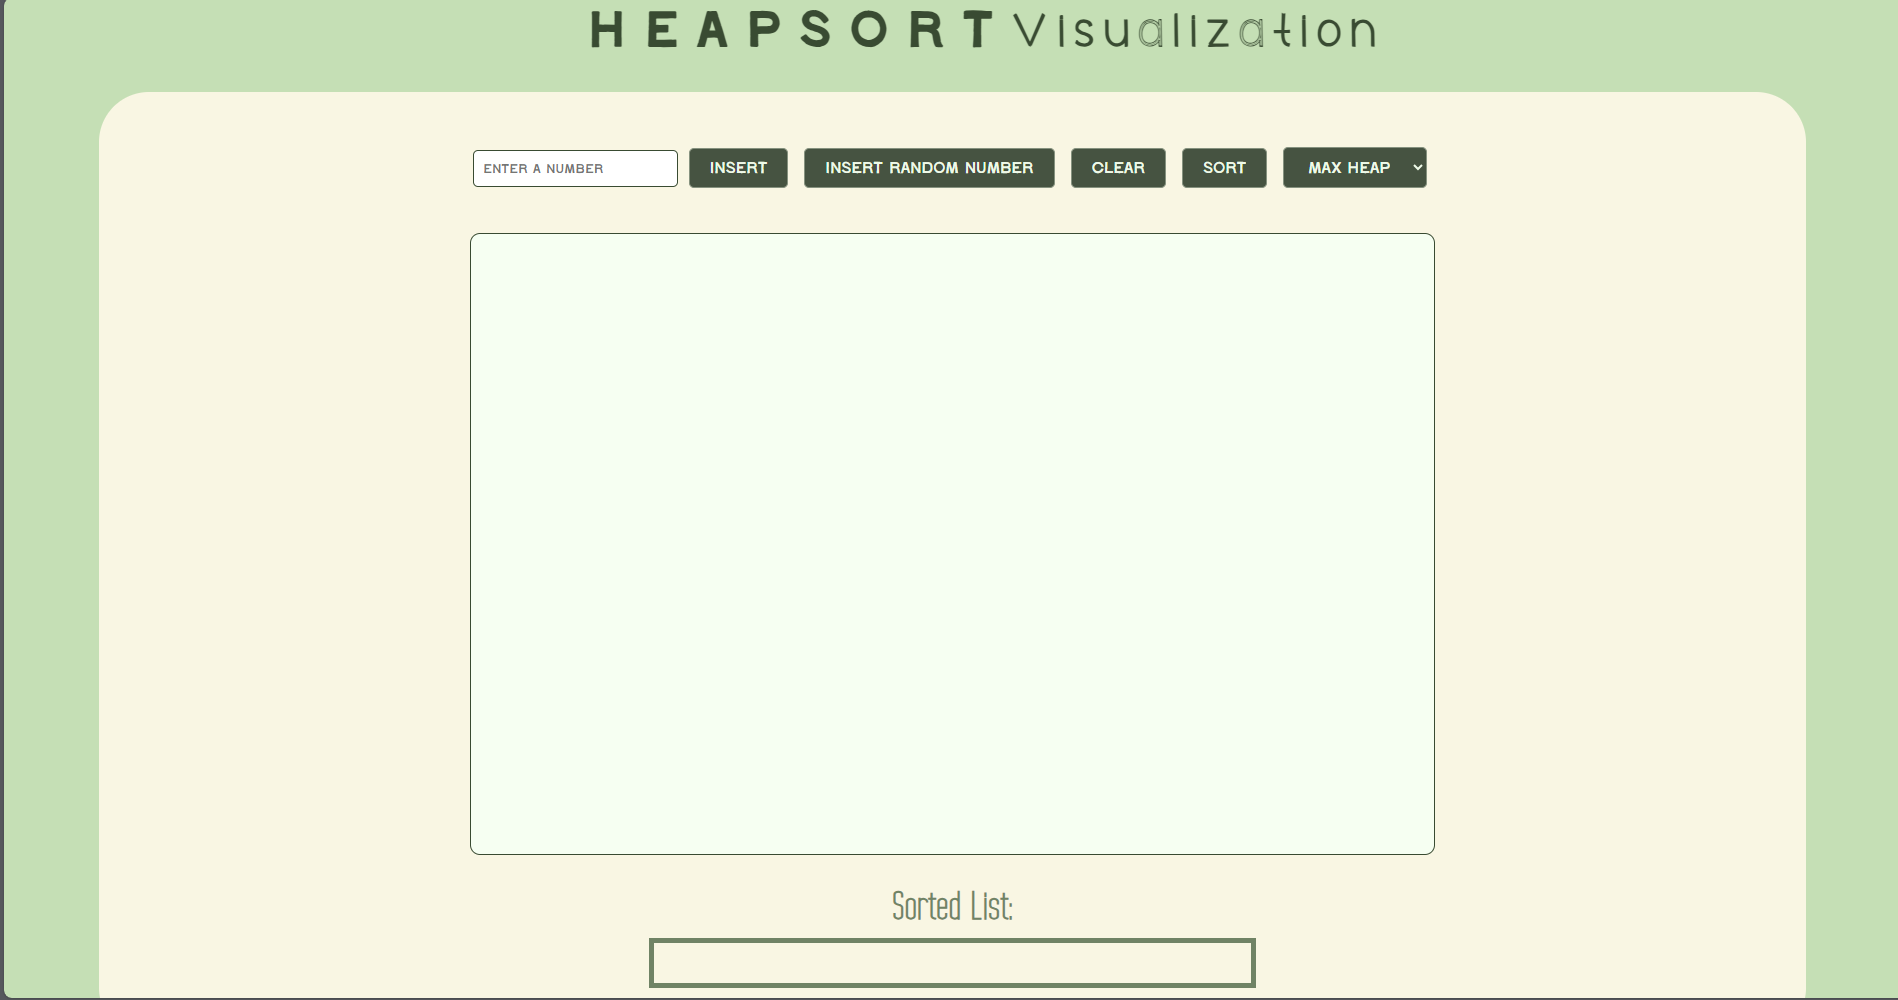 HEAPSORT Visualization
ENTER A NUMBER INSERT INSERT RANDOM NUMBER CLEAR SORT MAX HEAP
Sorted List: